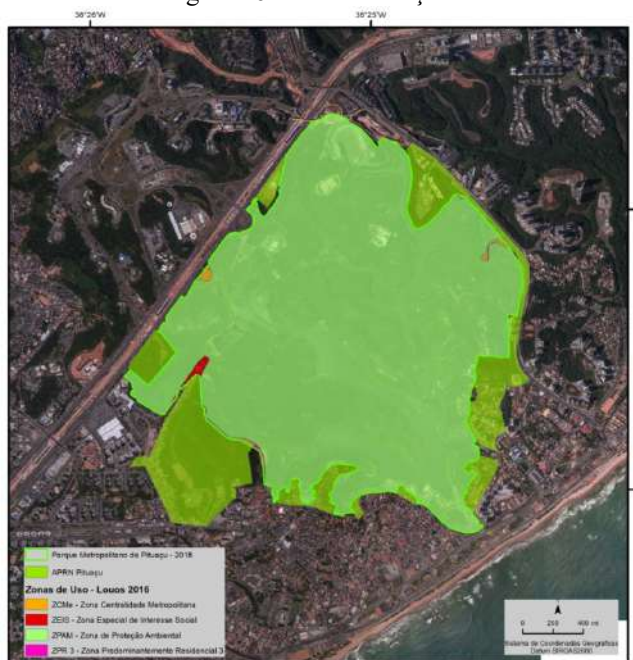 38°26'W 38°25'W
Parque Metropolitano de Pituaçu - 2018
APRN Pituaçu
Zonas de Uso - Louos 2016
ZCMe - Zona Centralidade Metropolitana
ZEIS - Zona Especial de Interesse Social
ZPAM - Zona de Proteção Ambiental
ZPR 3 - Zona Predominantemente Residencial 3
0 200 400 m
Sistema de Coordenadas Geográficas
Datum SIRGAS2000